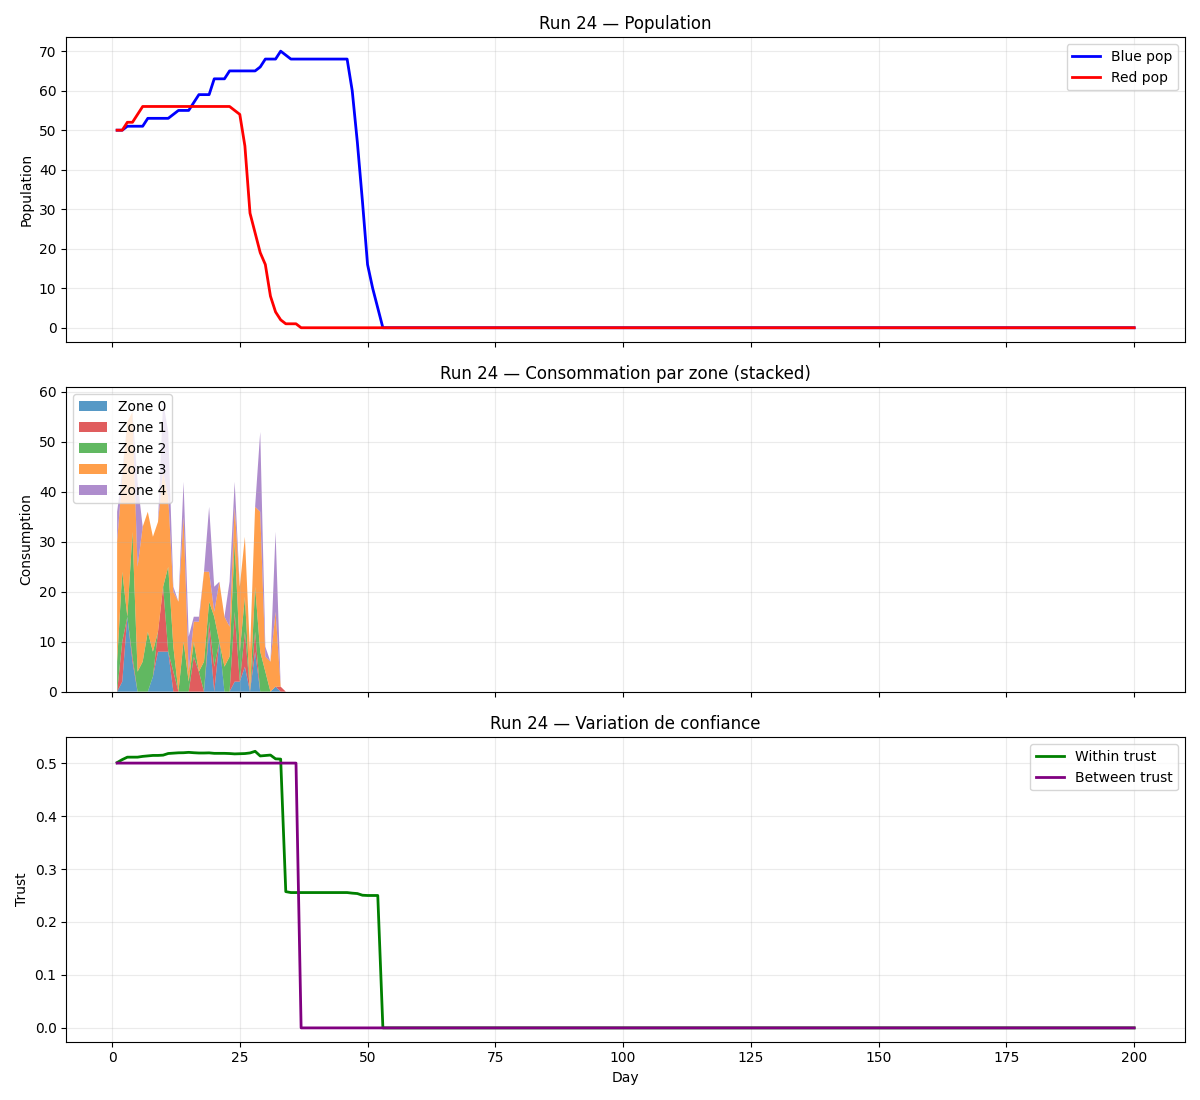 Run 24 — Population
Population
70
60
50
40
30
20
10
0
Blue pop
Red pop
Run 24 — Consommation par zone (stacked)
Consumption
60
50
40
30
20
10
0
Zone 0
Zone 1
Zone 2
Zone 3
Zone 4
Run 24 — Variation de confiance
Trust
0.5
0.4
0.3
0.2
0.1
0.0
Within trust
Between trust
0 25 50 75 100 125 150 175 200
Day